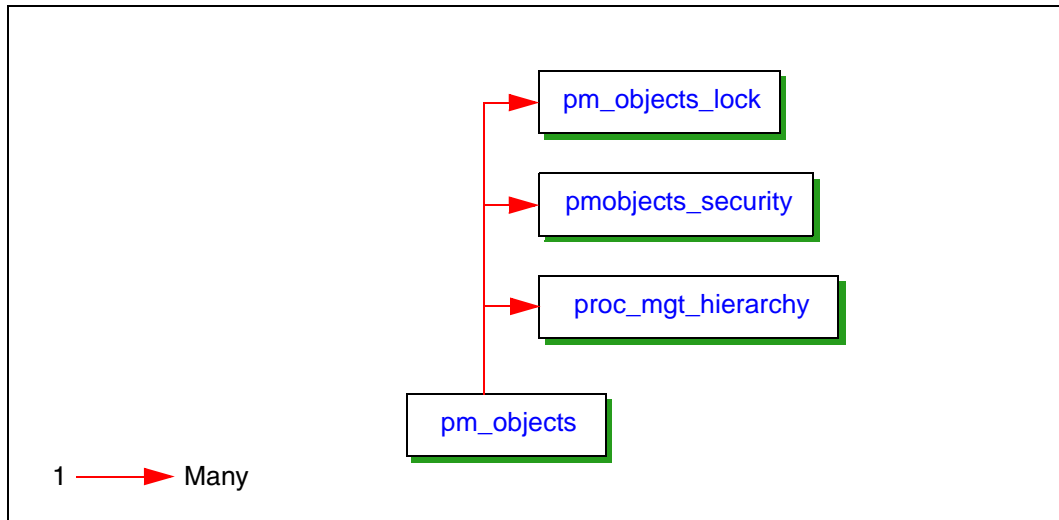 pm_objects_lock
pmobjects_security
proc_mgt_hierarchy
pm_objects
1 Many